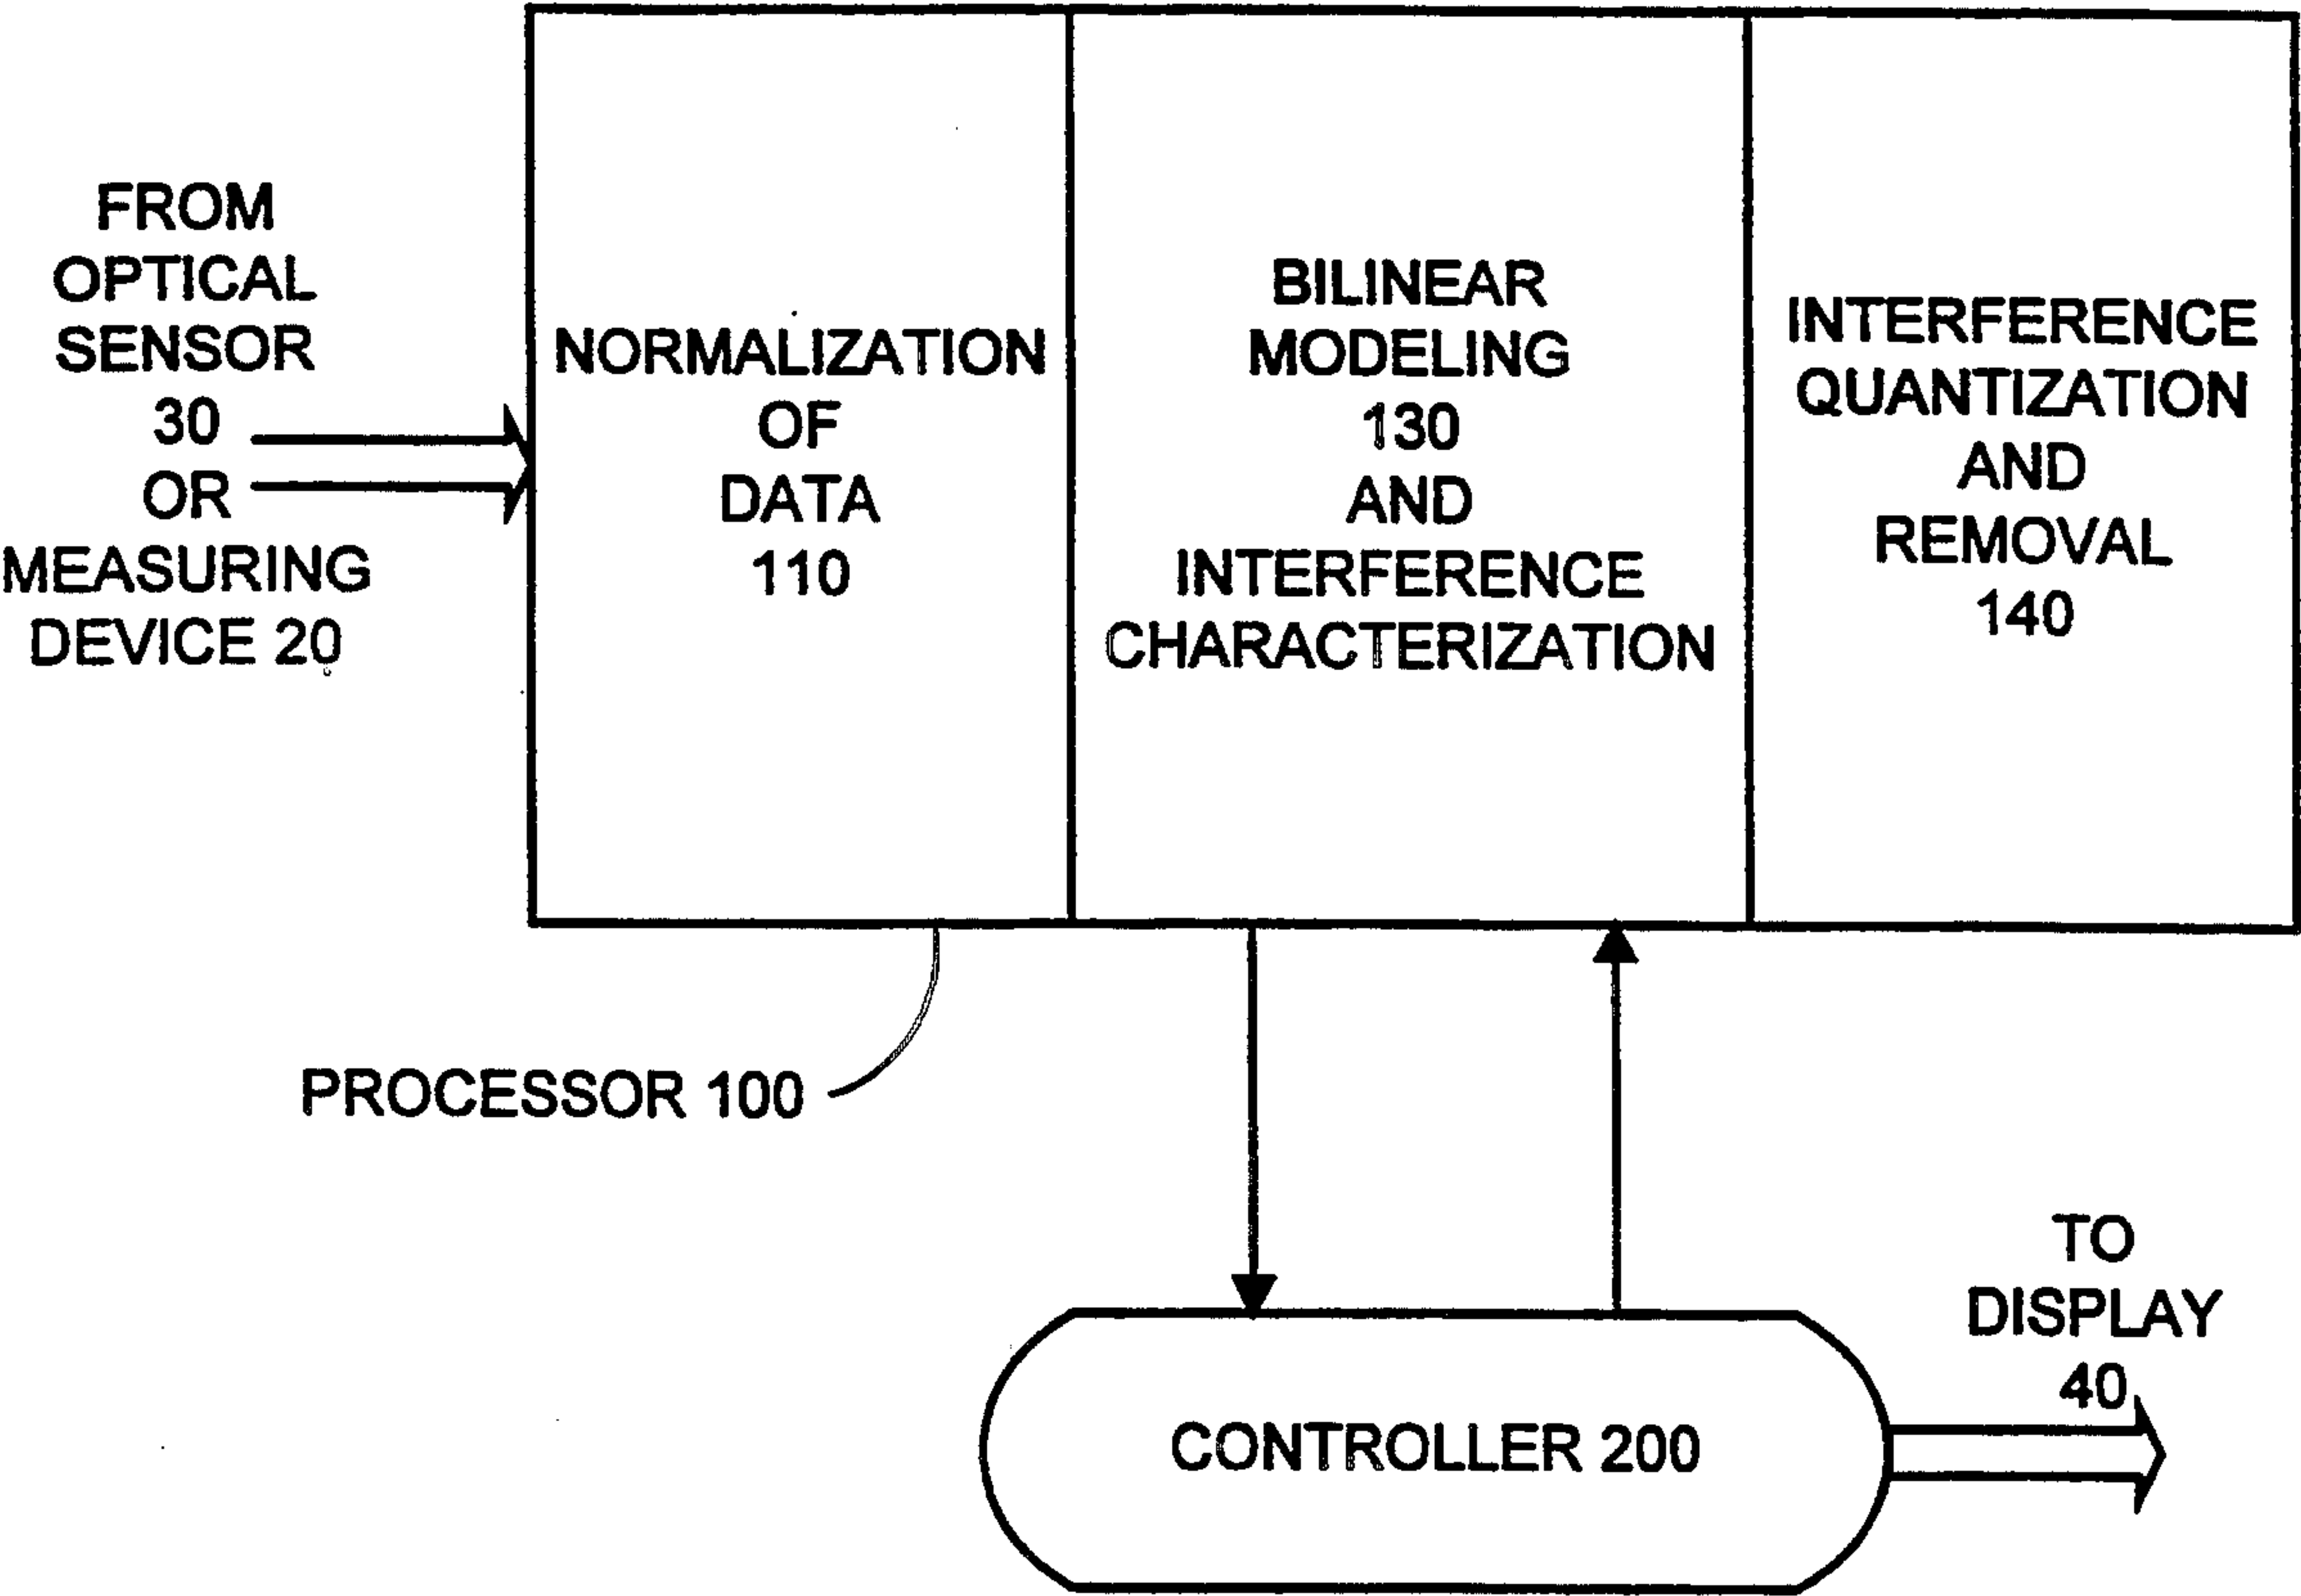 FROM
OPTICAL
SENSOR
30
OR
MEASURING
DEVICE 20
NORMALIZATION
OF
DATA
110
BILINEAR
MODELING
130
AND
INTERFERENCE
CHARACTERIZATION
INTERFERENCE
QUANTIZATION
AND
REMOVAL
140
PROCESSOR 100
CONTROLLER 200
TO
DISPLAY
40